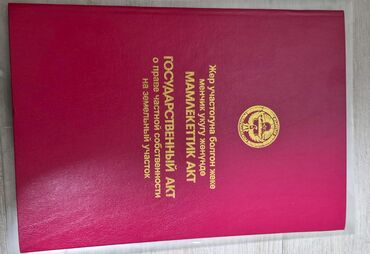 Жер участогуна болгон жеке
менчик укугу жөнүндө
МАМЛЕКЕТТИК АКТ
ГОСУДАРСТВЕННЫЙ АКТ
о праве частной собственности
на земельный участок